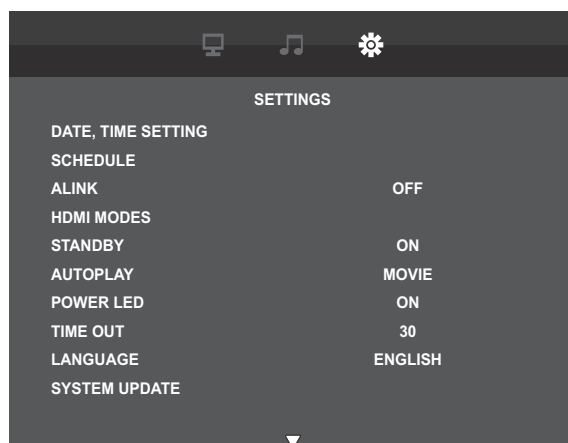 SETTINGS
DATE, TIME SETTING
SCHEDULE
ALINK OFF
HDMI MODES
STANDBY ON
AUTOPLAY MOVIE
POWER LED ON
TIME OUT 30
LANGUAGE ENGLISH
SYSTEM UPDATE